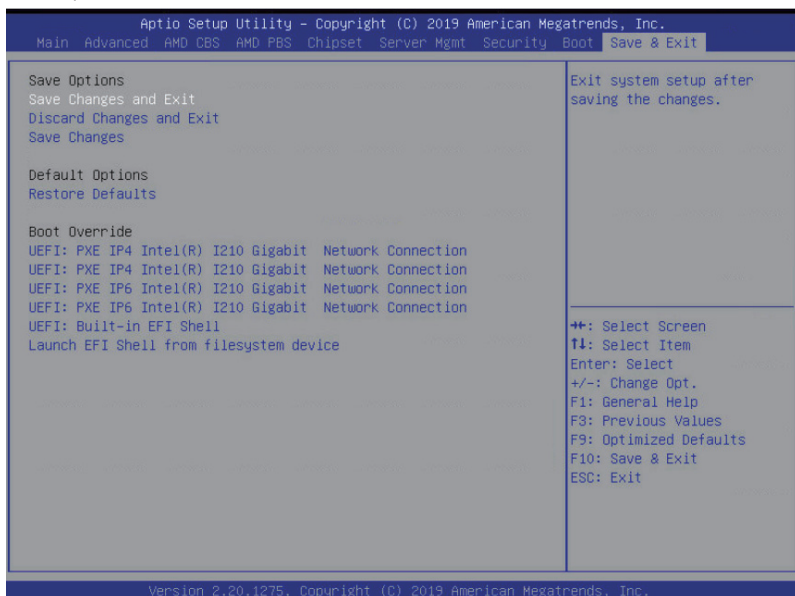 Aptio Setup Utility – Copyright (C) 2019 American Megatrends, Inc.
Main Advanced AMD CBS AMD PBS Chipset Server Mgmt Security Boot Save & Exit
Save Options
Save Changes and Exit
Discard Changes and Exit
Save Changes
Default Options
Restore Defaults
Boot Override
UEFI: PXE IP4 Intel(R) I210 Gigabit Network Connection
UEFI: PXE IP4 Intel(R) I210 Gigabit Network Connection
UEFI: PXE IP6 Intel(R) I210 Gigabit Network Connection
UEFI: PXE IP6 Intel(R) I210 Gigabit Network Connection
UEFI: Built-in EFI Shell
Launch EFI Shell from filesystem device
Exit system setup after
saving the changes.
→←: Select Screen
↑↓: Select Item
Enter: Select
+/-: Change Opt.
F1: General Help
F3: Previous Values
F9: Optimized Defaults
F10: Save & Exit
ESC: Exit
Version 2.20.1275. Copyright (C) 2019 American Megatrends, Inc.